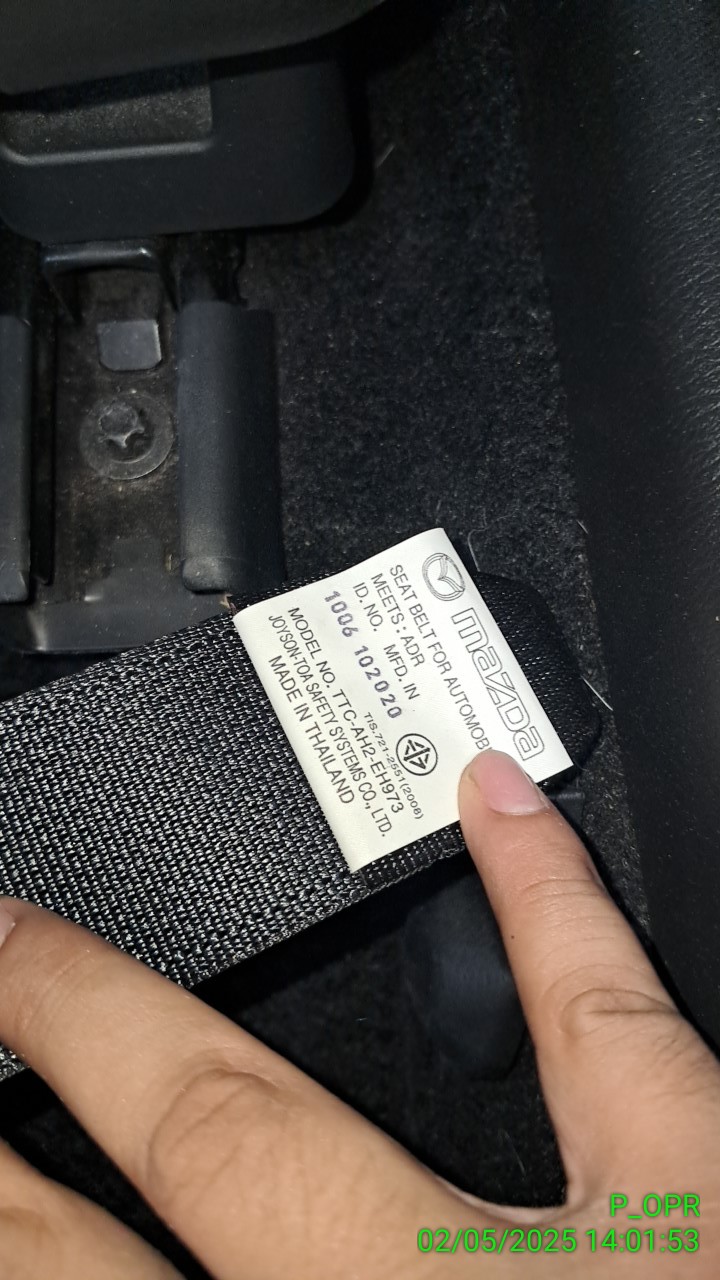 mazda
SEAT BELT FOR AUTOMOB
MEETS : ADR
ID. NO. MFD. IN
1006 102020
TIS.721-2551(2008)
MODEL NO. TTC-AH2-EH973
JOYSON-TOA SAFETY SYSTEMS CO., LTD.
MADE IN THAILAND
P_OPR
02/05/2025 14:01:53